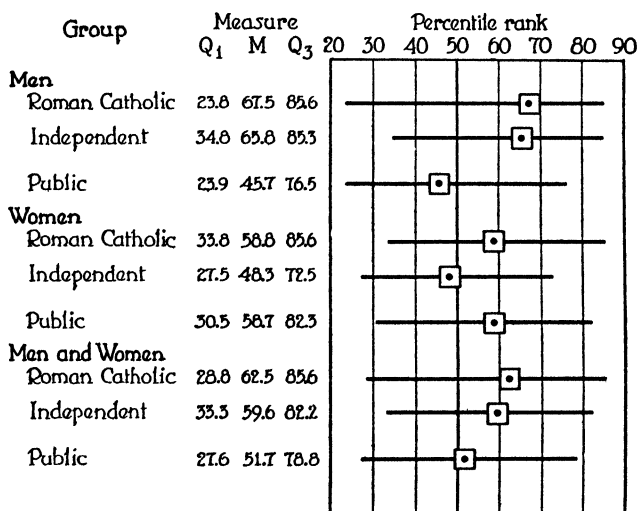 Group Measure Percentile rank
Q1 M Q3 20 30 40 50 60 70 80 90
Men
Roman Catholic 23.8 67.5 85.6
Independent 34.8 65.8 85.3
Public 23.9 45.7 76.5
Women
Roman Catholic 33.8 58.8 85.6
Independent 27.5 48.3 72.5
Public 30.5 58.7 82.3
Men and Women
Roman Catholic 28.8 62.5 85.6
Independent 33.3 59.6 82.2
Public 27.6 51.7 78.8